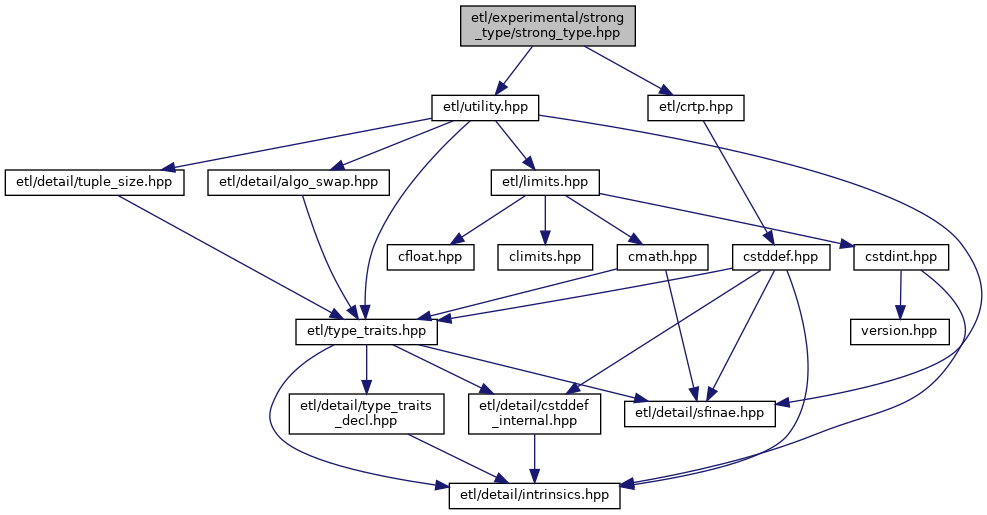 etl/experimental/strong
_type/strong_type.hpp
etl/utility.hpp
etl/crtp.hpp
etl/detail/tuple_size.hpp
etl/detail/algo_swap.hpp
etl/limits.hpp
cfloat.hpp
climits.hpp
cmath.hpp
cstddef.hpp
cstdint.hpp
etl/type_traits.hpp
version.hpp
etl/detail/type_traits
_decl.hpp
etl/detail/cstddef
_internal.hpp
etl/detail/sfinae.hpp
etl/detail/intrinsics.hpp